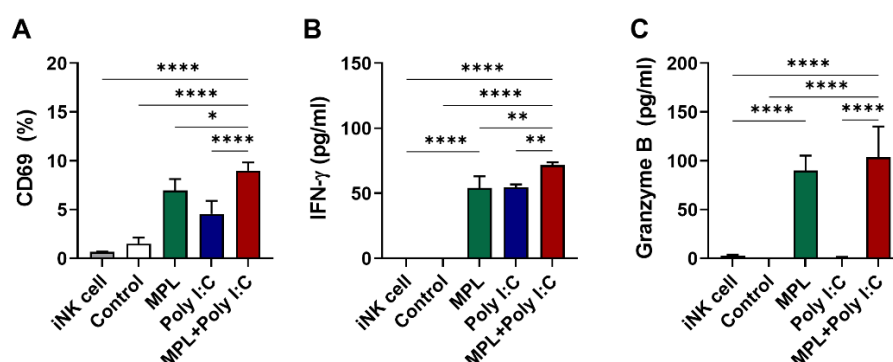 A
CD69 (%)
20
15
10
5
0
****
****
*
****
iNK cell
Control
MPL
Poly I:C
MPL+Poly I:C
B
IFN-γ (pg/ml)
150
100
50
0
****
****
**
**** **
iNK cell
Control
MPL
Poly I:C
MPL+Poly I:C
C
Granzyme B (pg/ml)
200
150
100
50
0
****
****
**** ****
iNK cell
Control
MPL
Poly I:C
MPL+Poly I:C